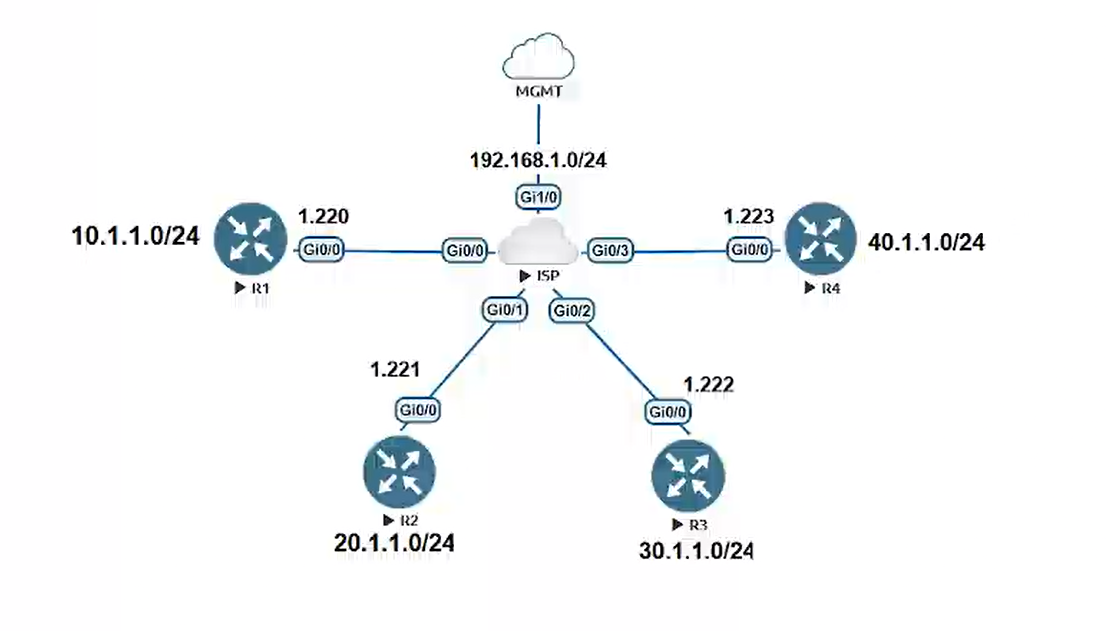 MGMT
192.168.1.0/24
Gi1/0
10.1.1.0/24
1.220
Gi0/0
R1
Gi0/0
ISP
Gi0/3
1.223
Gi0/0
R4
40.1.1.0/24
Gi0/1
Gi0/2
1.221
Gi0/0
R2
20.1.1.0/24
1.222
Gi0/0
R3
30.1.1.0/24